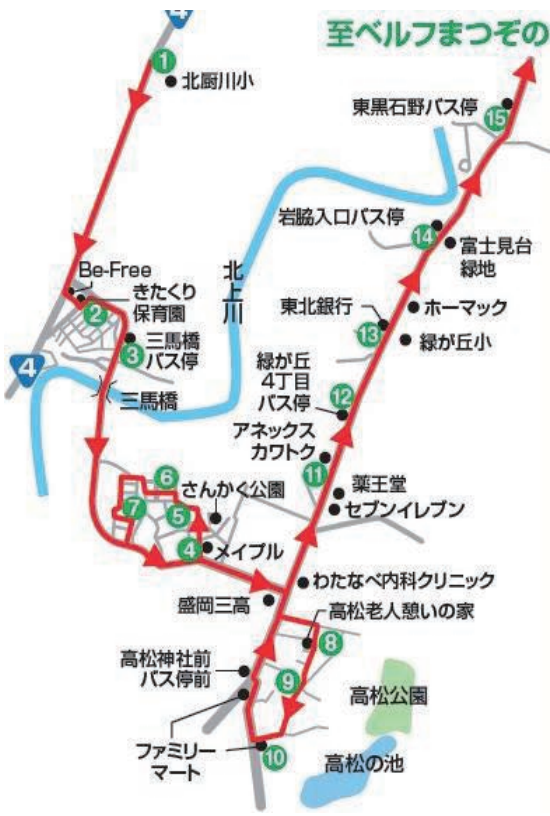 4
至ベルフまつぞの
1
北厨川小
15
東黒石野バス停
岩脇入口バス停
14
富士見台
緑地
北上川
Be-Free
2
きたくり
保育園
3
三馬橋
バス停
4
三馬橋
東北銀行
13
ホーマック
緑が丘小
緑が丘
4丁目
バス停
12
アネックス
カワトク
11
6
さんかく公園
7
5
薬王堂
セブンイレブン
4
メイプル
わたなべ内科クリニック
盛岡三高
高松老人憩いの家
8
高松神社前
バス停前
9
高松公園
ファミリー
マート
10
高松の池